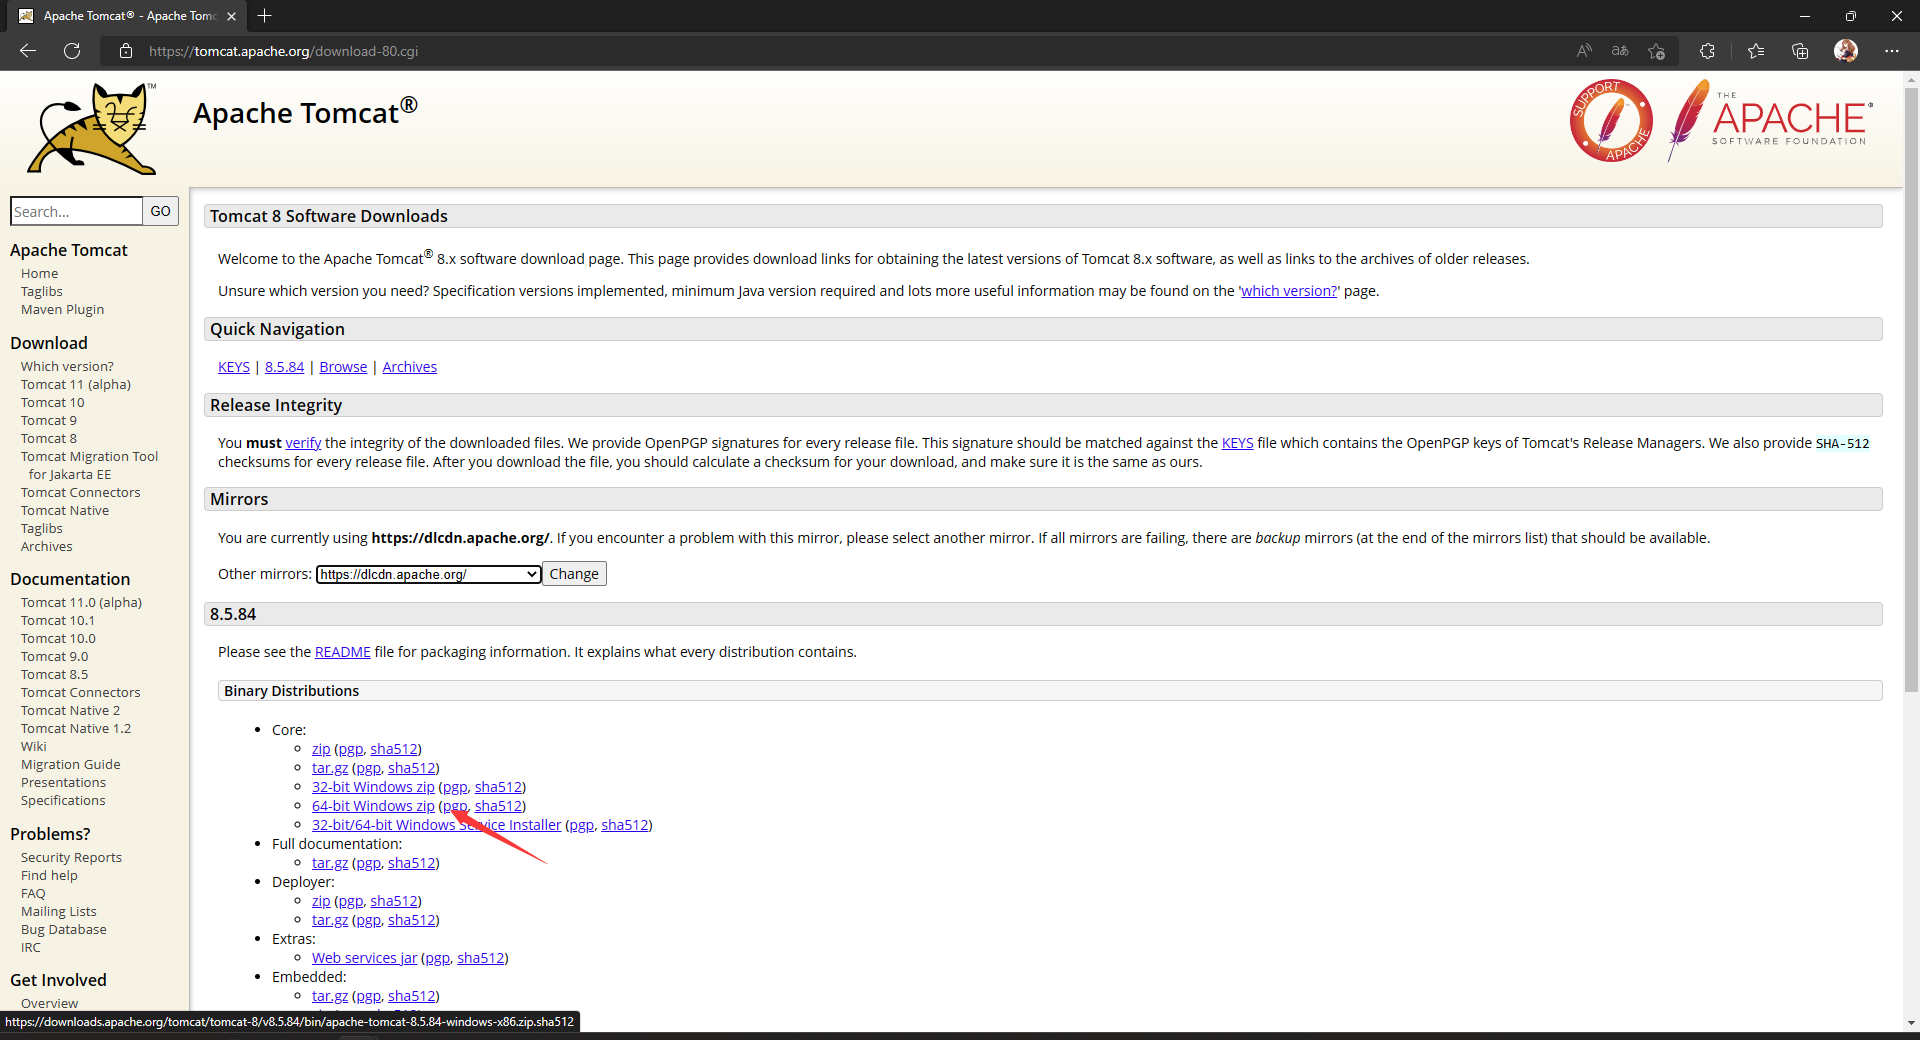 Apache Tomcat® - Apache Tomc
https://tomcat.apache.org/download-80.cgi
TM
Apache Tomcat®
SUPPORT APACHE
THE
APACHE®
SOFTWARE FOUNDATION
Search...
GO
Apache Tomcat
Home
Taglibs
Maven Plugin
Download
Which version?
Tomcat 11 (alpha)
Tomcat 10
Tomcat 9
Tomcat 8
Tomcat Migration Tool
for Jakarta EE
Tomcat Connectors
Tomcat Native
Taglibs
Archives
Documentation
Tomcat 11.0 (alpha)
Tomcat 10.1
Tomcat 10.0
Tomcat 9.0
Tomcat 8.5
Tomcat Connectors
Tomcat Native 2
Tomcat Native 1.2
Wiki
Migration Guide
Presentations
Specifications
Problems?
Security Reports
Find help
FAQ
Mailing Lists
Bug Database
IRC
Get Involved
Overview
Tomcat 8 Software Downloads
Welcome to the Apache Tomcat® 8.x software download page. This page provides download links for obtaining the latest versions of Tomcat 8.x software, as well as links to the archives of older releases.
Unsure which version you need? Specification versions implemented, minimum Java version required and lots more useful information may be found on the 'which version?' page.
Quick Navigation
KEYS | 8.5.84 | Browse | Archives
Release Integrity
You must verify the integrity of the downloaded files. We provide OpenPGP signatures for every release file. This signature should be matched against the KEYS file which contains the OpenPGP keys of Tomcat's Release Managers. We also provide SHA-512
checksums for every release file. After you download the file, you should calculate a checksum for your download, and make sure it is the same as ours.
Mirrors
You are currently using https://dlcdn.apache.org/. If you encounter a problem with this mirror, please select another mirror. If all mirrors are failing, there are backup mirrors (at the end of the mirrors list) that should be available.
Other mirrors: https://dlcdn.apache.org/ Change
8.5.84
Please see the README file for packaging information. It explains what every distribution contains.
Binary Distributions
Core:
zip (pgp, sha512)
tar.gz (pgp, sha512)
32-bit Windows zip (pgp, sha512)
64-bit Windows zip (pgp, sha512)
32-bit/64-bit Windows Service Installer (pgp, sha512)
Full documentation:
tar.gz (pgp, sha512)
Deployer:
zip (pgp, sha512)
tar.gz (pgp, sha512)
Extras:
Web services jar (pgp, sha512)
Embedded:
tar.gz (pgp, sha512)
https://downloads.apache.org/tomcat/tomcat-8/v8.5.84/bin/apache-tomcat-8.5.84-windows-x86.zip.sha512